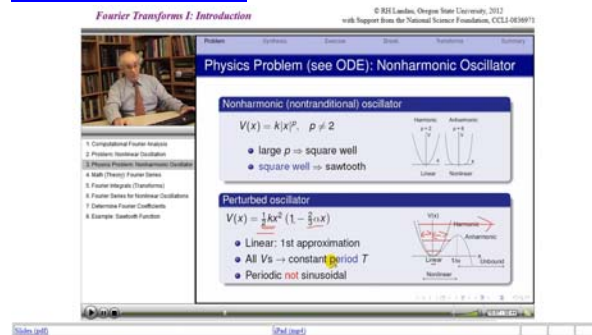 Fourier Transforms I: Introduction
© RH Landau, Oregon State University, 2012
with Support from the National Science Foundation, CCLI-0836971
Problem Synthesis Exercise Transforms Summary
Physics Problem (see ODE): Nonharmonic Oscillator
Nonharmonic (nontraditional) oscillator
V(x) = k|x|^p, p ≠ 2
large p ⇒ square well
square well ⇒ sawtooth
Harmonic Anharmonic
p=2 p=6
Linear Nonlinear
1 Computational Fourier Analysis
2 Problem: Nonlinear Oscillation
3 Physics Problem: Nonharmonic Oscillator
4 Math (Theory): Fourier Series
5 Fourier Integrals (Transforms)
6 Fourier Series for Nonlinear Oscillations
7 Determine Fourier Coefficients
8 Example: Sawtooth Function
Perturbed oscillator
V(x) = ½kx² (1 − ⅔αx)
Linear: 1st approximation
All Vs → constant period T
Periodic not sinusoidal
V(x)
Harmonic
Anharmonic
Linear 1/α Unbound
x
Nonlinear
Slides (pdf) iPad (mp4)